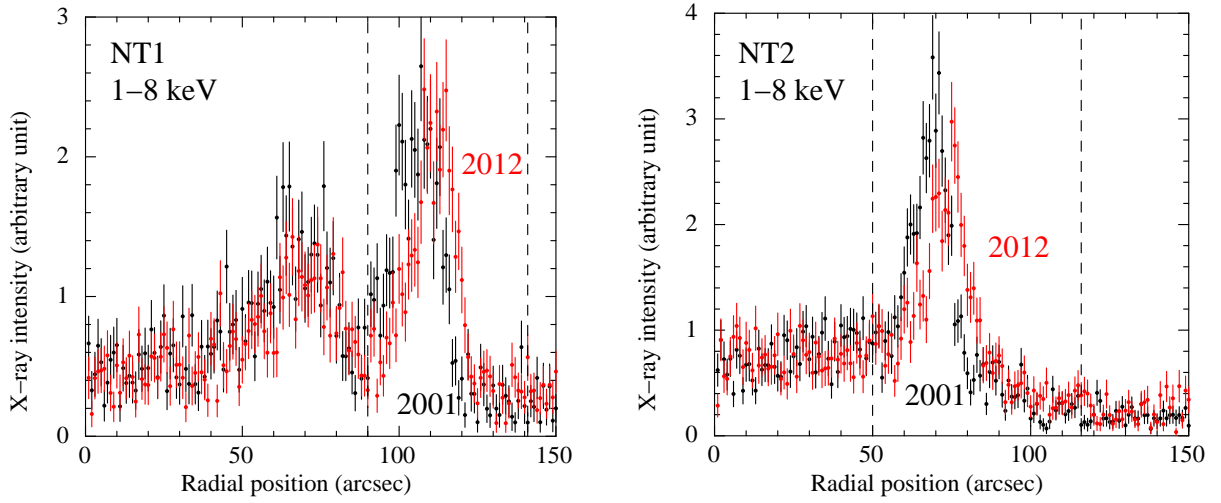 NT1
1–8 keV
2012
2001
X−ray intensity (arbitrary unit)
0
1
2
3
0
50
100
150
Radial position (arcsec)
NT2
1–8 keV
2012
2001
X−ray intensity (arbitrary unit)
0
1
2
3
4
0
50
100
150
Radial position (arcsec)